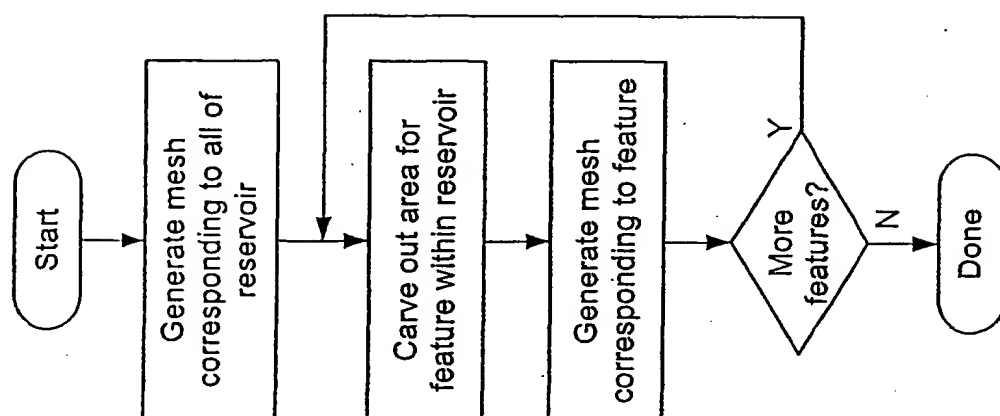 Start
Generate mesh
corresponding to all of
reservoir
Carve out area for
feature within reservoir
Generate mesh
corresponding to feature
More
features?
Y
N
Done